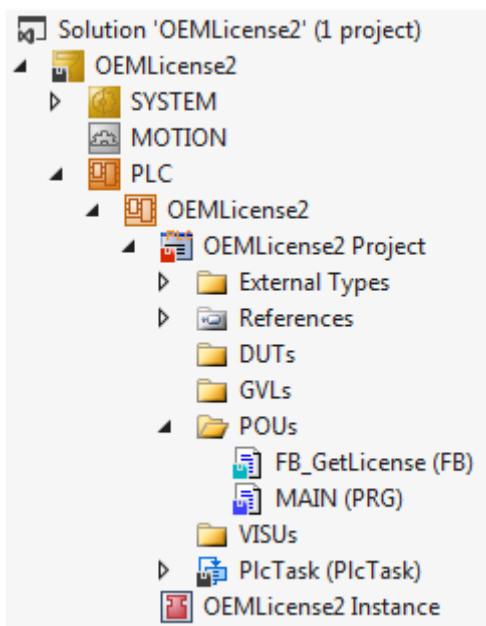 Solution 'OEMLicense2' (1 project)
OEMLicense2
SYSTEM
MOTION
PLC
OEMLicense2
OEMLicense2 Project
External Types
References
DUTs
GVLs
POUs
FB_GetLicense (FB)
MAIN (PRG)
VISUs
PlcTask (PlcTask)
OEMLicense2 Instance